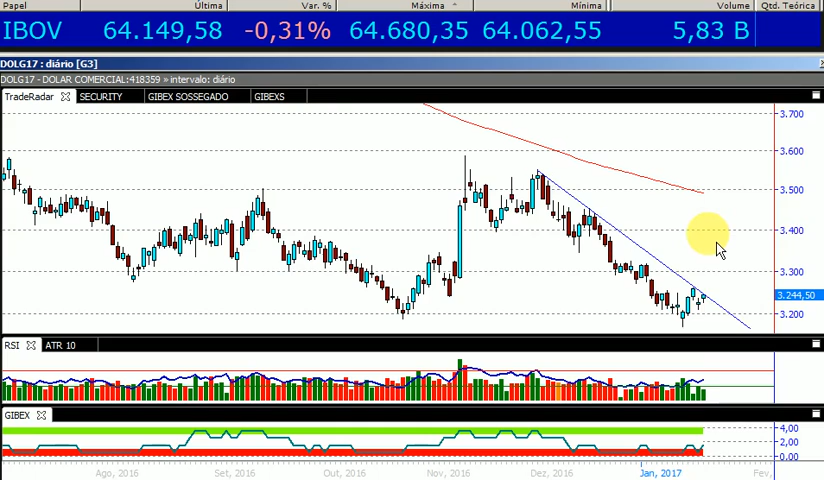 Papel Última Var. % Máxima Mínima Volume Qtd. Teórica
IBOV 64.149,58 -0,31% 64.680,35 64.062,55 5,83 B
DOLG17 : diário [G3]
DOLG17 - DOLAR COMERCIAL:418359 » intervalo: diário
TradeRadar SECURITY GIBEX SOSSEGADO GIBEXS
3.700
3.600
3.500
3.400
3.300
3.244,50
3.200
RSI ATR 10
GIBEX
4,00
2,00
0,00
Ago, 2016 Set, 2016 Out, 2016 Nov, 2016 Dez, 2016 Jan, 2017 Fev,